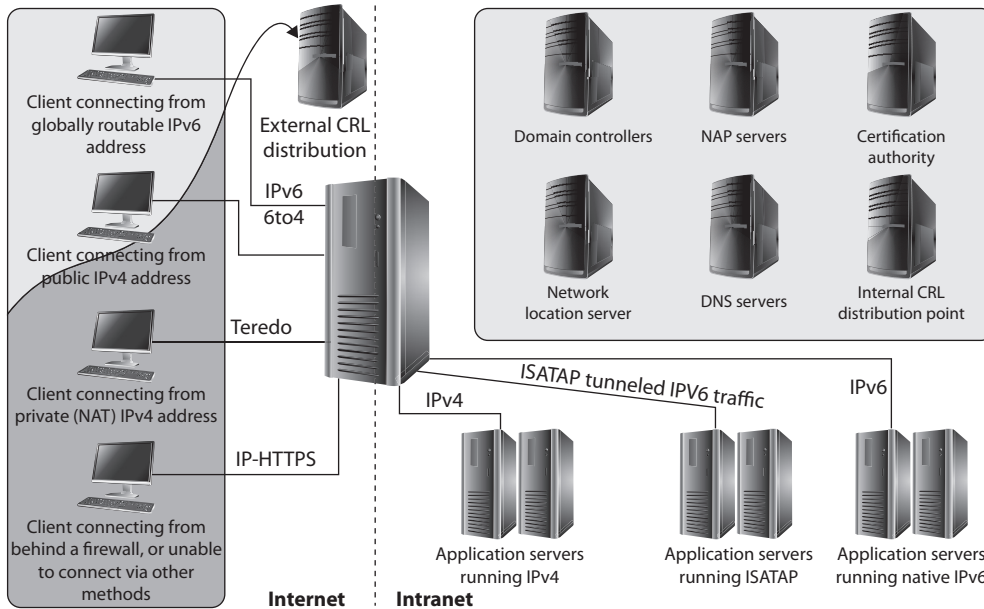 Client connecting from
globally routable IPv6
address
Client connecting from
public IPv4 address
Client connecting from
private (NAT) IPv4 address
Client connecting from
behind a firewall, or unable
to connect via other
methods
External CRL
distribution
IPv6
6to4
Teredo
IP-HTTPS
Internet
Intranet
Domain controllers
NAP servers
Certification
authority
Network
location server
DNS servers
Internal CRL
distribution point
IPv4
ISATAP tunneled IPV6 traffic
IPv6
Application servers
running IPv4
Application servers
running ISATAP
Application servers
running native IPv6